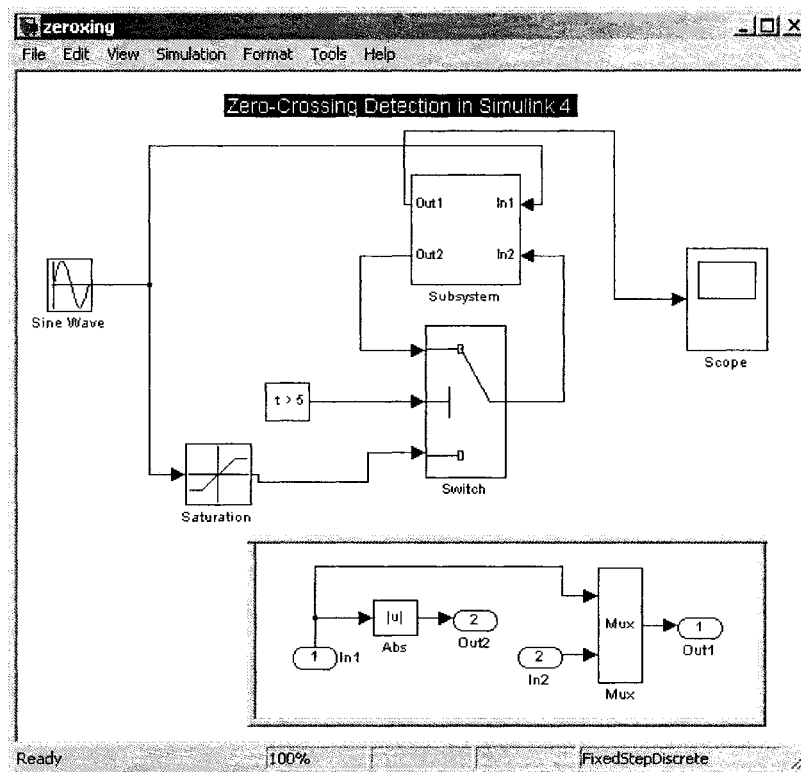 zeroxing
File Edit View Simulation Format Tools Help
Zero-Crossing Detection in Simulink 4
Out1 In1
Out2 In2
Subsystem
Sine Wave
Scope
t > 5
Switch
Saturation
|u|
Abs
2
Out2
1
In1
2
In2
Mux
Mux
1
Out1
Ready 100% FixedStepDiscrete